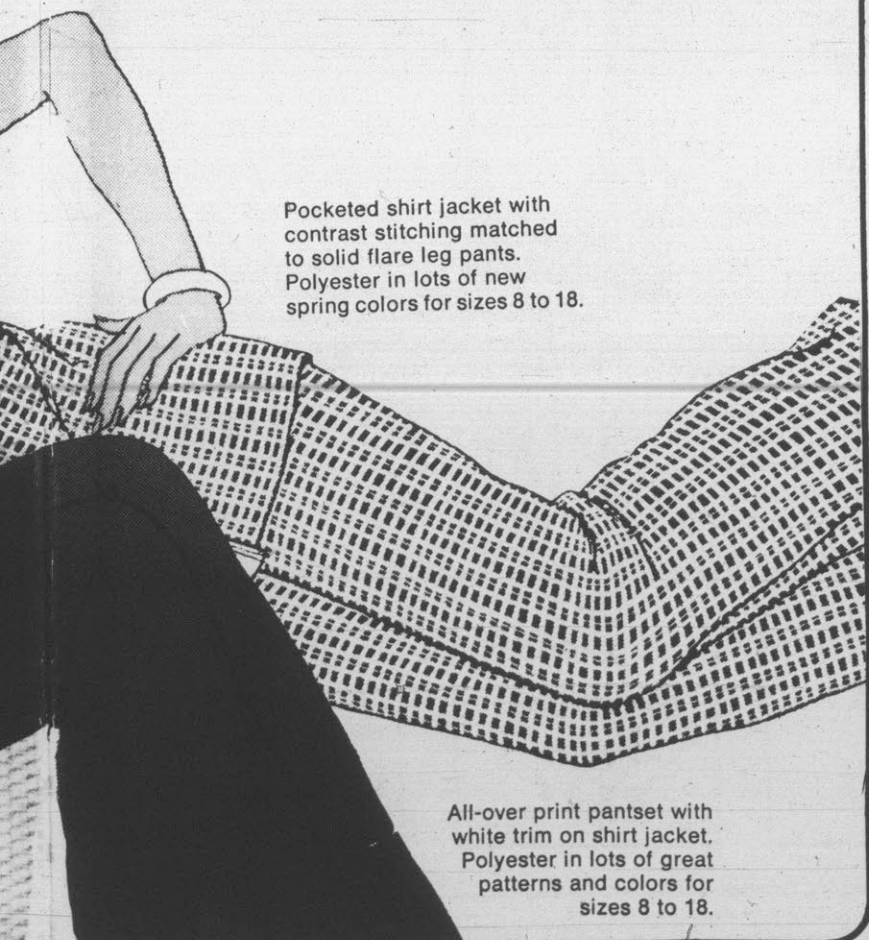 Pocketed shirt jacket with
contrast stitching matched
to solid flare leg pants.
Polyester in lots of new
spring colors for sizes 8 to 18.
All-over print pantset with
white trim on shirt jacket.
Polyester in lots of great
patterns and colors for
sizes 8 to 18.